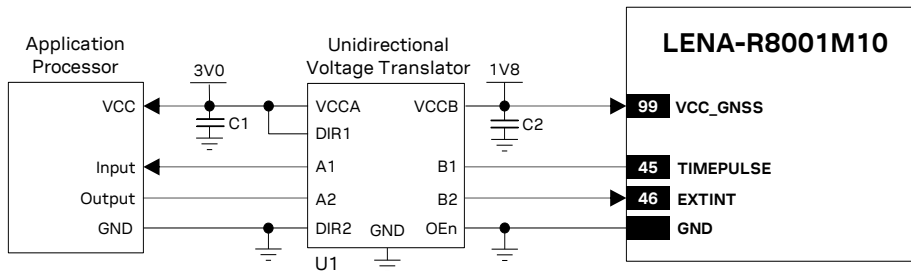 LENA-R8001M10
Application
Processor
Unidirectional
Voltage Translator
3V0
1V8
VCC
VCCA
VCCB
99 VCC_GNSS
C1
C2
DIR1
Input
A1
B1
45 TIMEPULSE
Output
A2
B2
46 EXTINT
GND
DIR2
GND
OEn
GND
U1